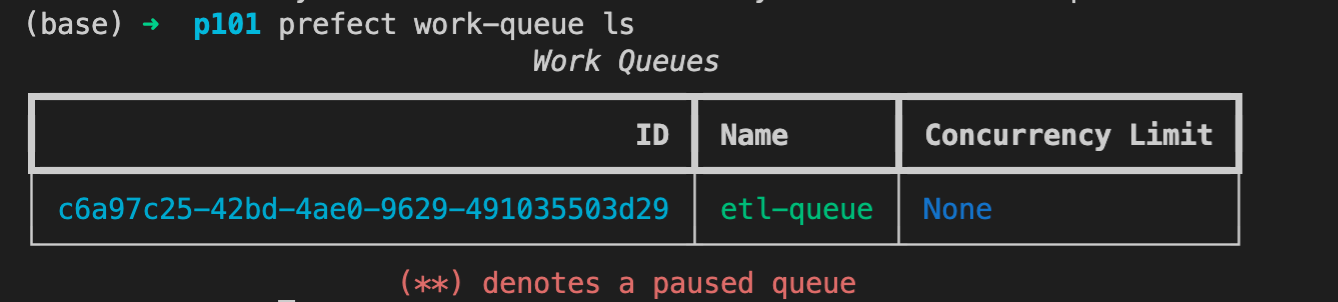 (base) → p101 prefect work-queue ls
Work Queues
ID Name Concurrency Limit
c6a97c25-42bd-4ae0-9629-491035503d29 etl-queue None
(**) denotes a paused queue